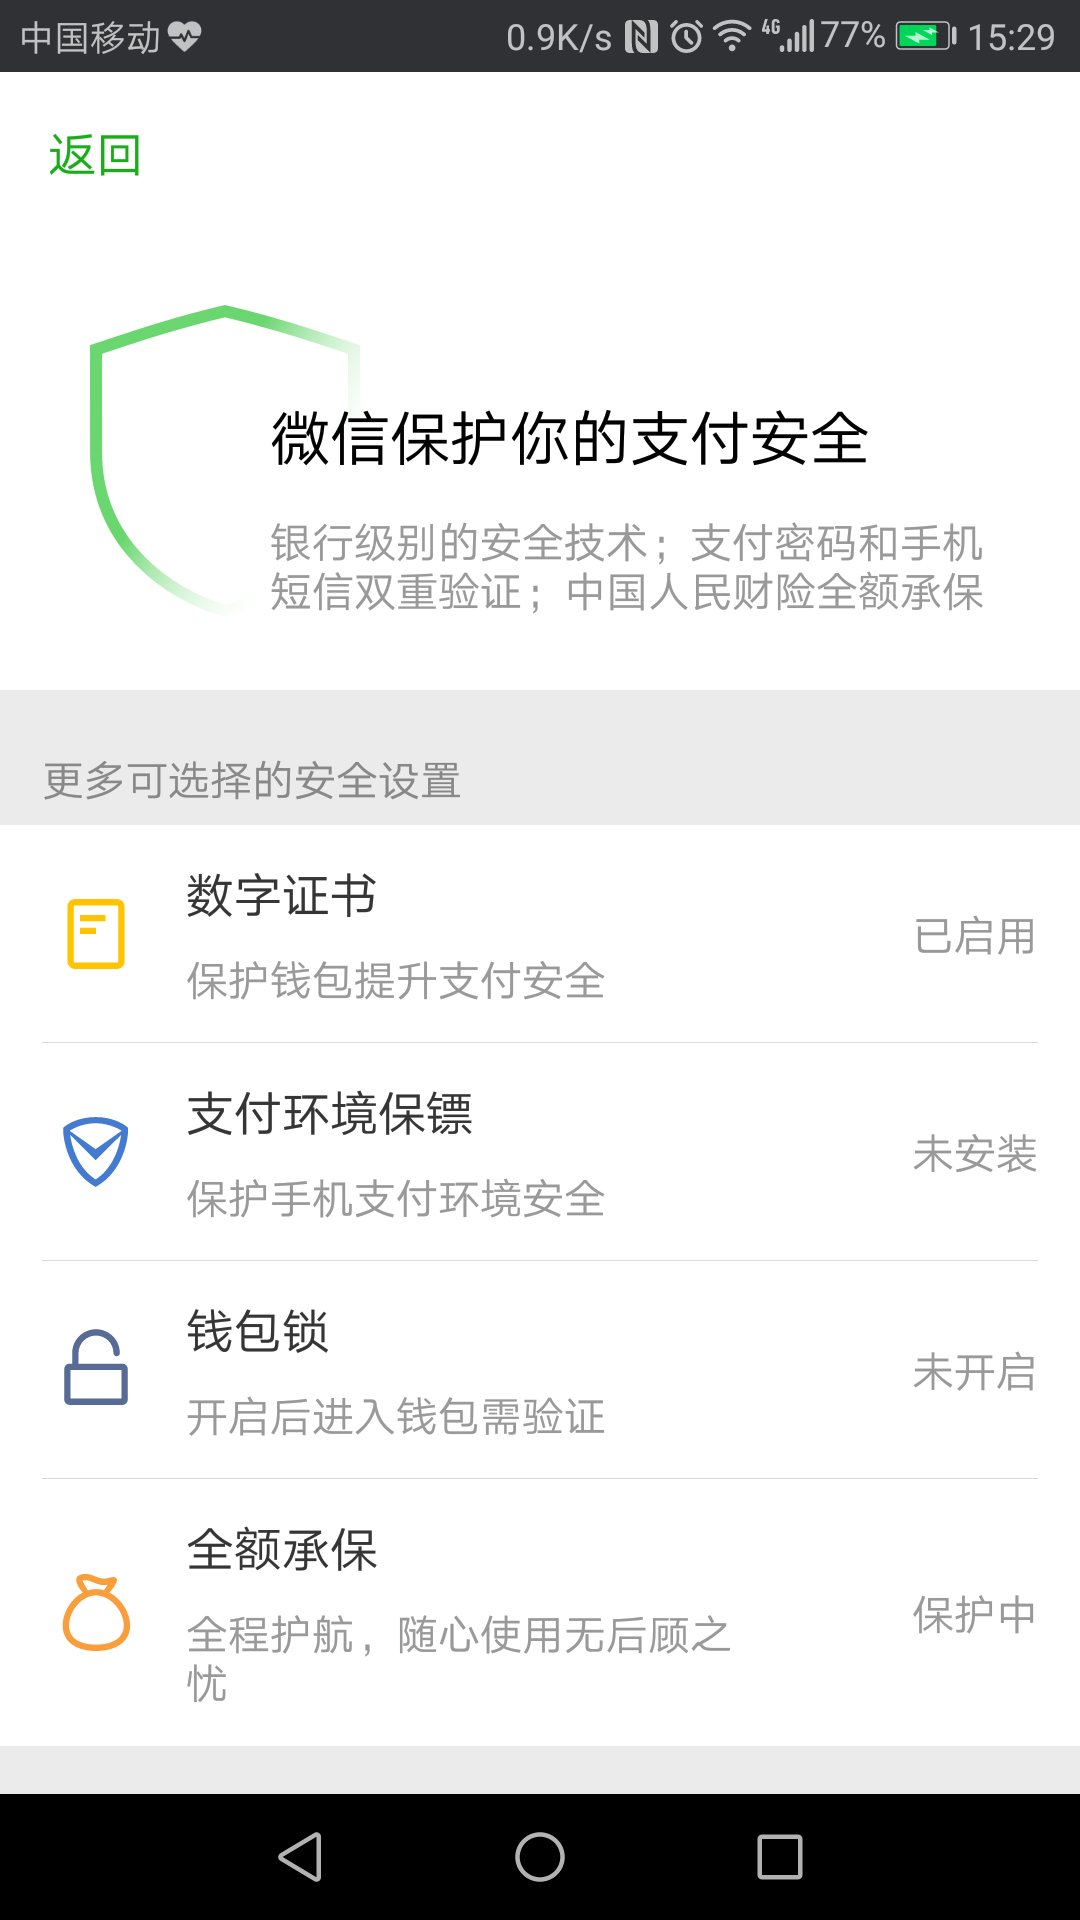 中国移动 0.9K/s 4G 77% 15:29
返回
微信保护你的支付安全
银行级别的安全技术；支付密码和手机
短信双重验证；中国人民财险全额承保
更多可选择的安全设置
数字证书
保护钱包提升支付安全
已启用
支付环境保镖
保护手机支付环境安全
未安装
钱包锁
开启后进入钱包需验证
未开启
全额承保
全程护航，随心使用无后顾之
忧
保护中